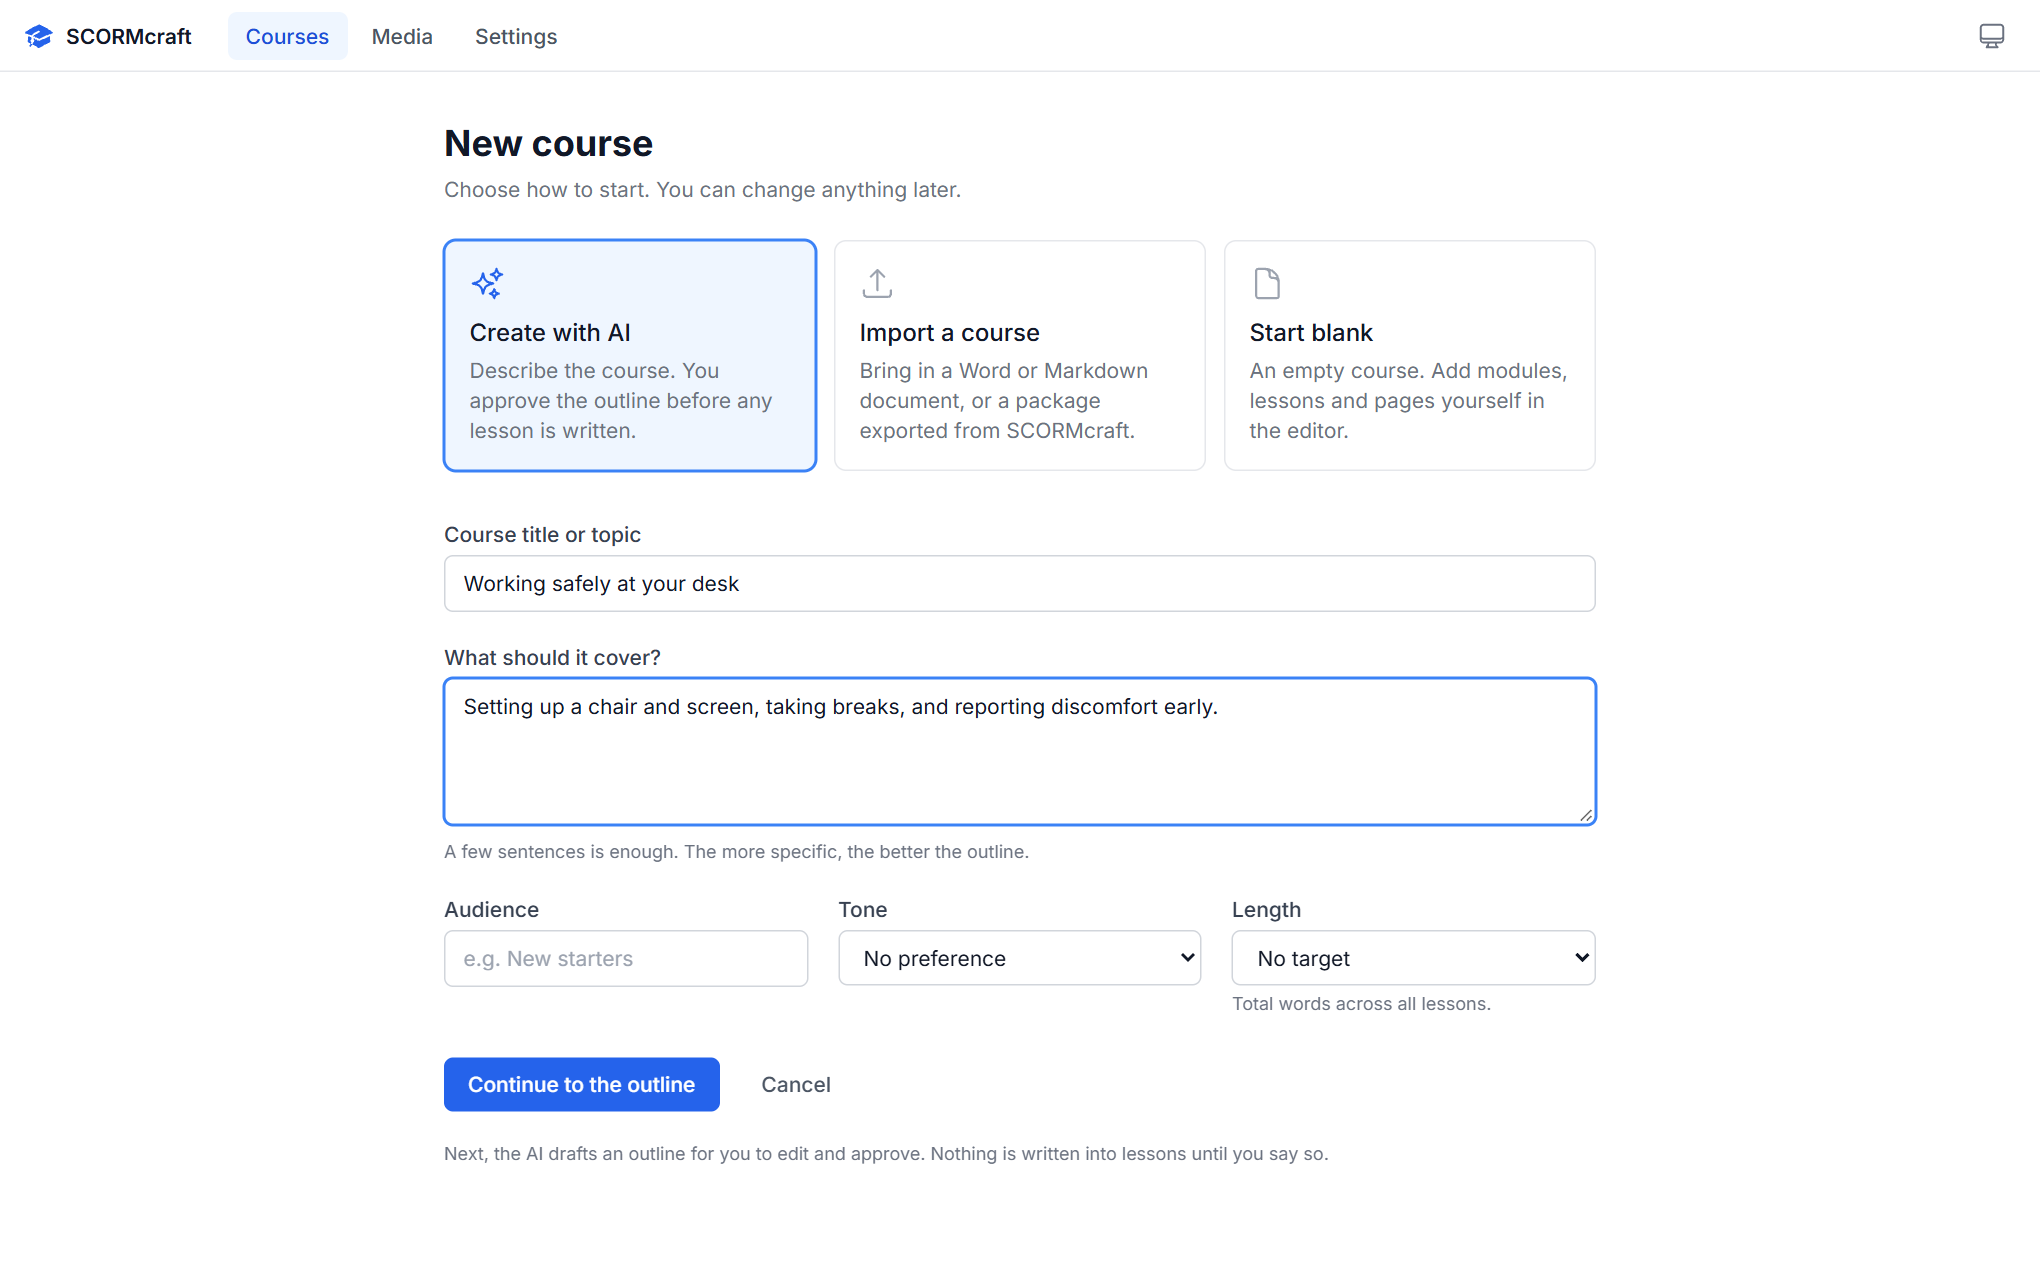 SCORMcraft
Courses
Media
Settings
New course
Choose how to start. You can change anything later.
Create with AI
Describe the course. You
approve the outline before any
lesson is written.
Import a course
Bring in a Word or Markdown
document, or a package
exported from SCORMcraft.
Start blank
An empty course. Add modules,
lessons and pages yourself in
the editor.
Course title or topic
Working safely at your desk
What should it cover?
Setting up a chair and screen, taking breaks, and reporting discomfort early.
A few sentences is enough. The more specific, the better the outline.
Audience
e.g. New starters
Tone
No preference
Length
No target
Total words across all lessons.
Continue to the outline
Cancel
Next, the AI drafts an outline for you to edit and approve. Nothing is written into lessons until you say so.